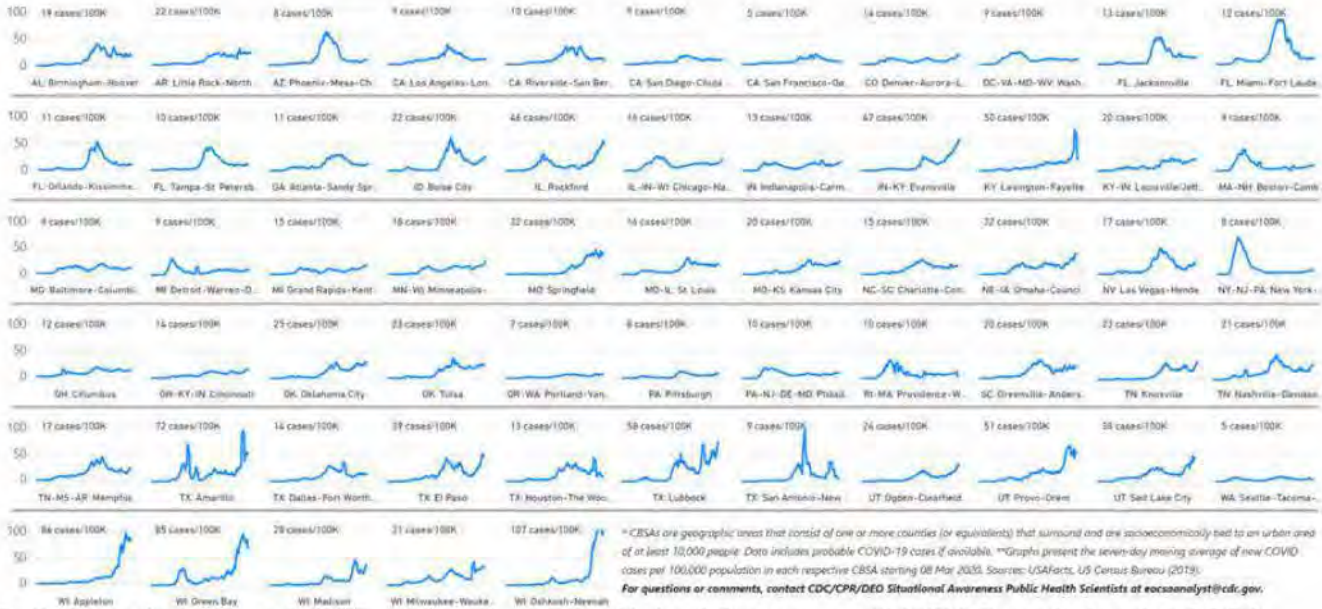 100 19 cases/100K 22 cases/100K 8 cases/100K 9 cases/100K 10 cases/100K 9 cases/100K 5 cases/100K 14 cases/100K 9 cases/100K 13 cases/100K 12 cases/100K
50
0
AL: Birmingham-Hoover AR: Little Rock-North... AZ: Phoenix-Mesa-Ch... CA: Los Angeles-Lon... CA: Riverside-San Ber... CA: San Diego-Chula... CA: San Francisco-Oa... CO: Denver-Aurora-L... DC-VA-MD-WV: Wash... FL: Jacksonville FL: Miami-Fort Laude...
100 11 cases/100K 10 cases/100K 11 cases/100K 22 cases/100K 46 cases/100K 16 cases/100K 13 cases/100K 47 cases/100K 50 cases/100K 20 cases/100K 9 cases/100K
50
0
FL: Orlando-Kissimme... FL: Tampa-St Petersb... GA: Atlanta-Sandy Spr... ID: Boise City IL: Rockford IL-IN-WI: Chicago-Na... IN: Indianapolis-Carm... IN-KY: Evansville KY: Lexington-Fayette KY-IN: Louisville/Jeff... MA-NH: Boston-Camb...
100 cases/100K 9 cases/100K 15 cases/100K cases/100K 32 cases/100K cases/100K 20 cases/100K 15 cases/100K cases/100K 17 cases/100K 8 cases/100K
50
0
MD: Baltimore-Columbi... MI: Detroit-Warren-D... MI: Grand Rapids-Kent... MN-WI: Minneapolis-... MO: Springfield MO-IL: St Louis MO-KS: Kansas City NC-SC: Charlotte-Con... NE-IA: Omaha-Counci... NV: Las Vegas-Hende... NY-NJ-PA: New York-...
100 12 cases/100K 14 cases/100K 25 cases/100K 23 cases/100K 7 cases/100K cases/100K 10 cases/100K 10 cases/100K 20 cases/100K 23 cases/100K 21 cases/100K
50
0
OH: Columbus OH-KY-IN: Cincinnati OK: Oklahoma City OK: Tulsa OR-WA: Portland-Van... PA: Pittsburgh PA-NJ-DE-MD: Philad... RI-MA: Providence-W... SC: Greenville-Anders... TN: Knoxville TN: Nashville-Davidso...
100 17 cases/100K 72 cases/100K 14 cases/100K 39 cases/100K 13 cases/100K 58 cases/100K 9 cases/100K 26 cases/100K 51 cases/100K 38 cases/100K 5 cases/100K
50
0
TN-MS-AR: Memphis TX: Amarillo TX: Dallas-Fort Worth... TX: El Paso TX: Houston-The Woo... TX: Lubbock TX: San Antonio-New... UT: Ogden-Clearfield UT: Provo-Orem UT: Salt Lake City WA: Seattle-Tacoma-...
100 cases/100K 85 cases/100K cases/100K cases/100K 107 cases/100K
50
0
WI: Appleton WI: Green Bay WI: Madison WI: Milwaukee-Wauke... WI: Oshkosh-Neenah
* CBSAs are geographic areas that consist of one or more counties (or equivalents) that surround and are socioeconomically tied to an urban area
of at least 10,000 people. Data includes probable COVID-19 cases if available. **Graphs present the seven-day moving average of new COVID
cases per 100,000 population in each respective CBSA starting 08 Mar 2020. Sources: USAFacts, US Census Bureau (2019).
For questions or comments, contact CDC/CPR/DEO Situational Awareness Public Health Scientists at eocsaanalyst@cdc.gov.